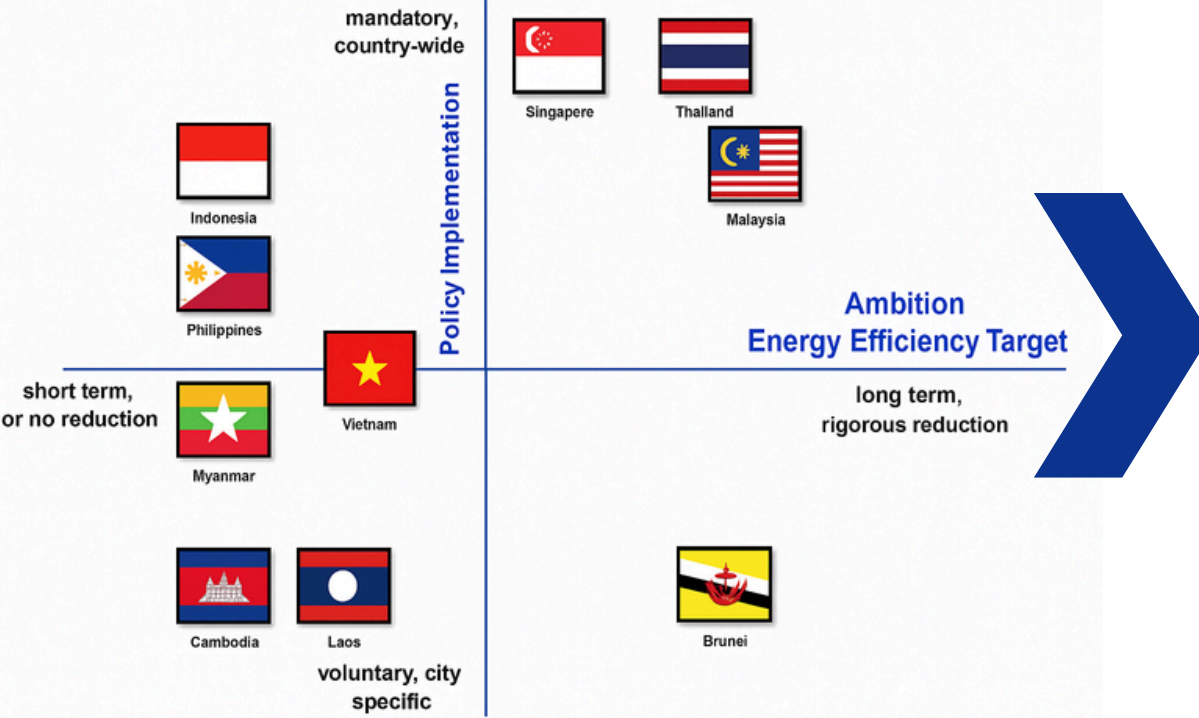 mandatory,
country-wide
Singapere
Thalland
Indonesia
Malaysia
Policy Implementation
Philippines
Ambition
Energy Efficiency Target
short term,
or no reduction
long term,
rigorous reduction
Vietnam
Myanmar
Cambodia
Laos
Brunei
voluntary, city
specific